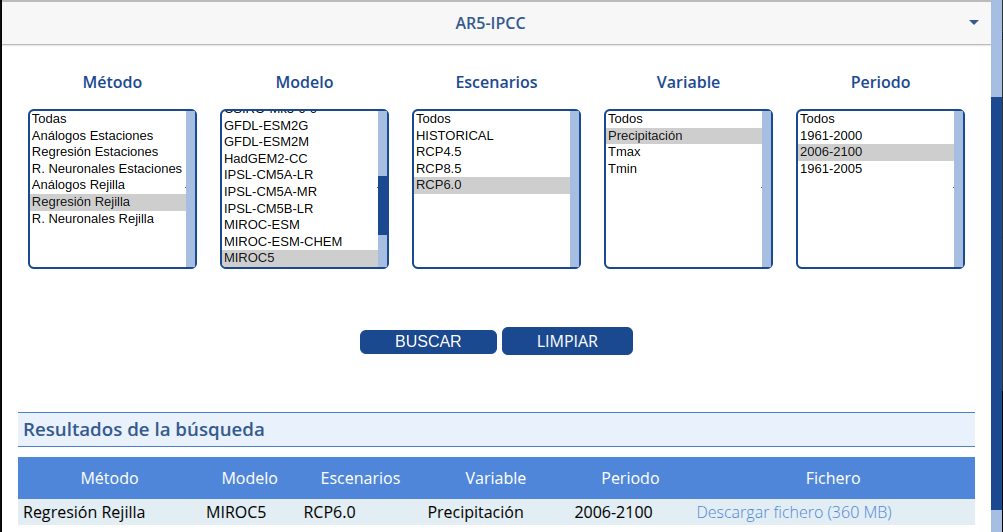 AR5-IPCC
Método Modelo Escenarios Variable Periodo
Todas
Análogos Estaciones
Regresión Estaciones
R. Neuronales Estaciones
Análogos Rejilla
Regresión Rejilla
R. Neuronales Rejilla
GFDL-ESM2G
GFDL-ESM2M
HadGEM2-CC
IPSL-CM5A-LR
IPSL-CM5A-MR
IPSL-CM5B-LR
MIROC-ESM
MIROC-ESM-CHEM
MIROC5
Todos
HISTORICAL
RCP4.5
RCP8.5
RCP6.0
Todos
Precipitación
Tmax
Tmin
Todos
1961-2000
2006-2100
1961-2005
BUSCAR LIMPIAR
Resultados de la búsqueda
Método Modelo Escenarios Variable Periodo Fichero
Regresión Rejilla MIROC5 RCP6.0 Precipitación 2006-2100 Descargar fichero (360 MB)